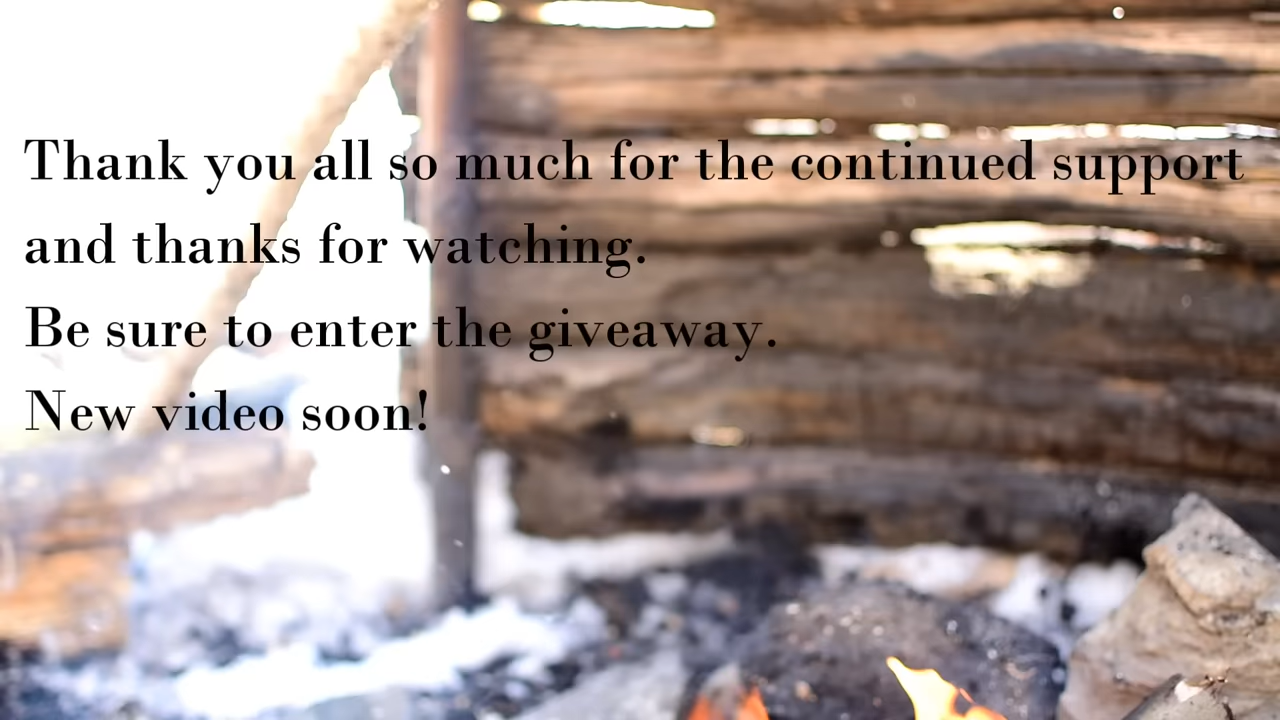 Thank you all so much for the continued support
and thanks for watching.
Be sure to enter the giveaway.
New video soon!